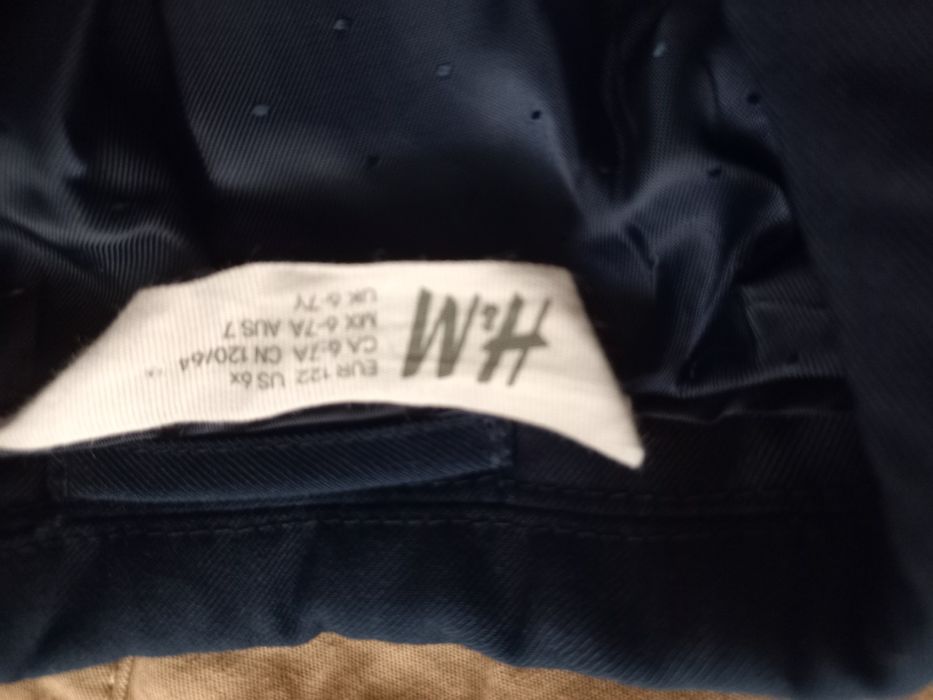 H&M
EUR 122 US 6x
CA 6-7A CN 120/64
MX 6-7A AUS 7
UK 6-7Y